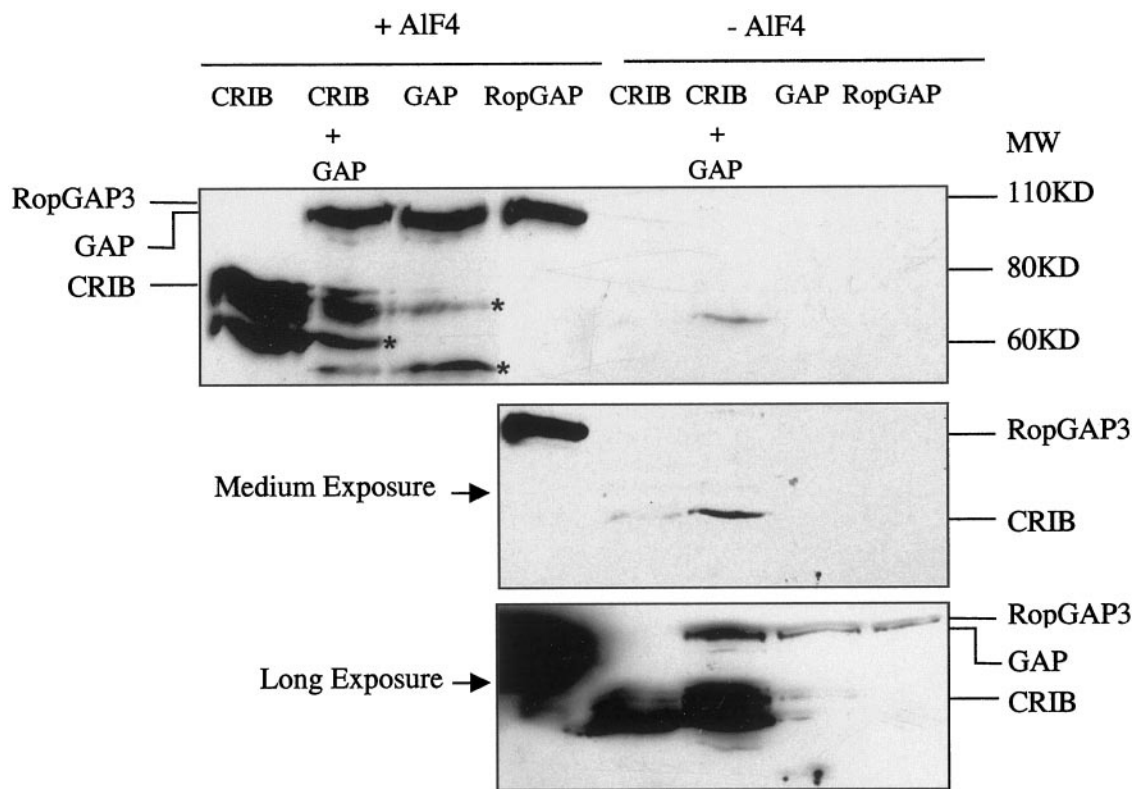 + AlF4 - AlF4
CRIB CRIB GAP RopGAP CRIB CRIB GAP RopGAP
+ +
GAP GAP
MW
RopGAP3
GAP
CRIB
110KD
80KD
60KD
*
*
*
Medium Exposure
RopGAP3
CRIB
Long Exposure
RopGAP3
GAP
CRIB